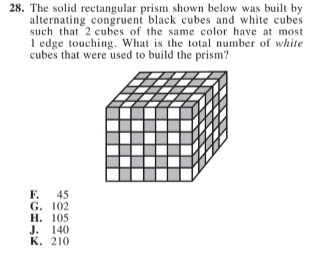 28. The solid rectangular prism shown below was built by
alternating congruent black cubes and white cubes
such that 2 cubes of the same color have at most
1 edge touching. What is the total number of white
cubes that were used to build the prism?
F. 45
G. 102
H. 105
J. 140
K. 210